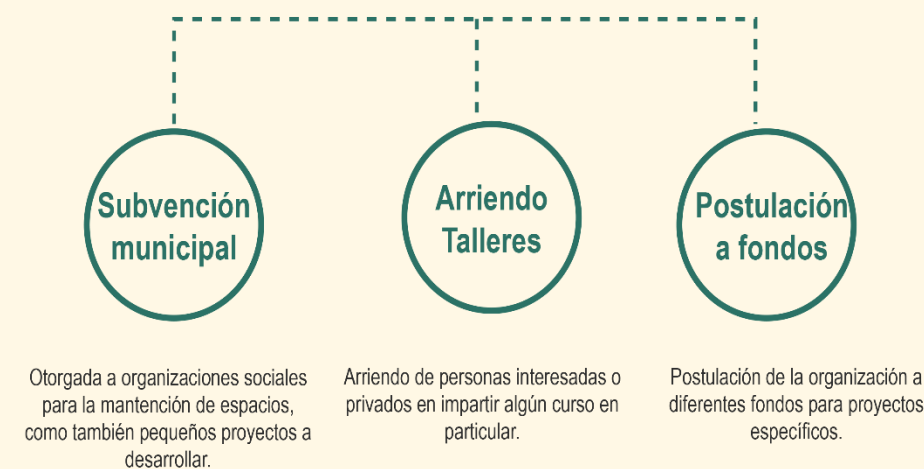 Subvención
municipal
Arriendo
Talleres
Postulación
a fondos
Otorgada a organizaciones sociales
para la mantención de espacios,
como también pequeños proyectos a
desarrollar.
Arriendo de personas interesadas o
privados en impartir algún curso en
particular.
Postulación de la organización a
diferentes fondos para proyectos
específicos.